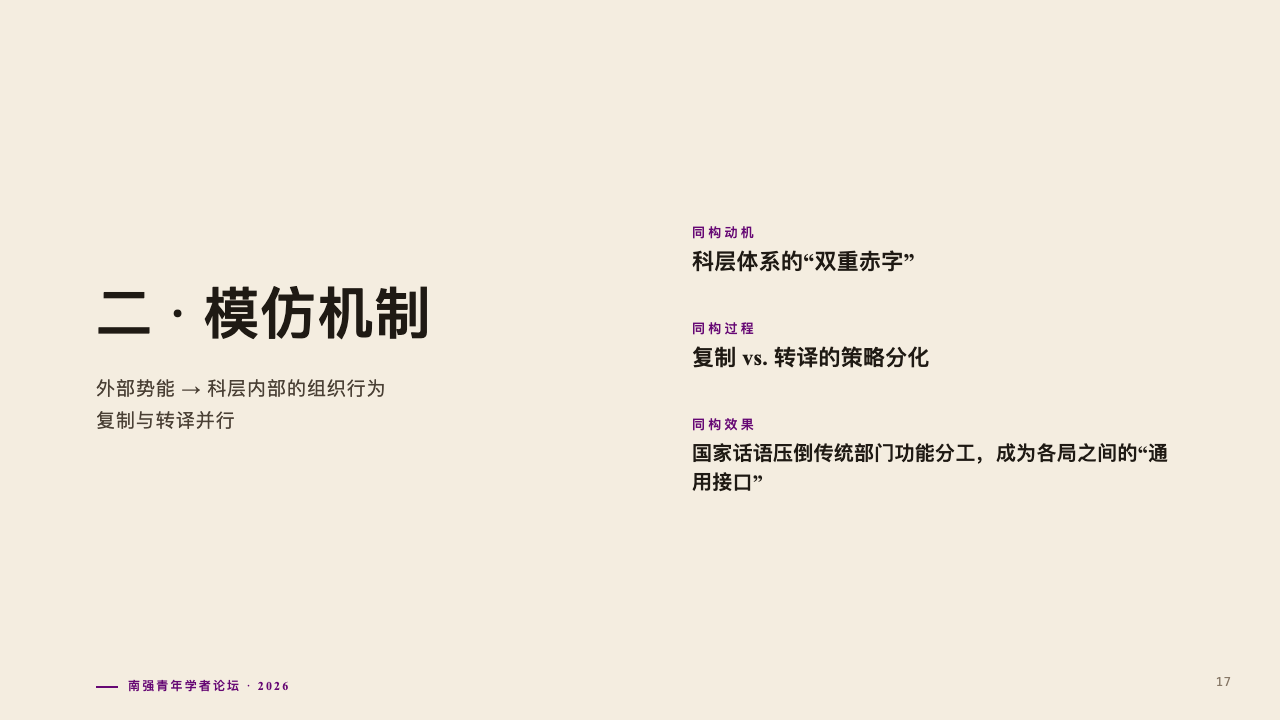 二 · 模仿机制
外部势能 → 科层内部的组织行为
复制与转译并行
同构动机
科层体系的“双重赤字”
同构过程
复制 vs. 转译的策略分化
同构效果
国家话语压倒传统部门功能分工，成为各局之间的“通
用接口”
南强青年学者论坛 · 2026
17